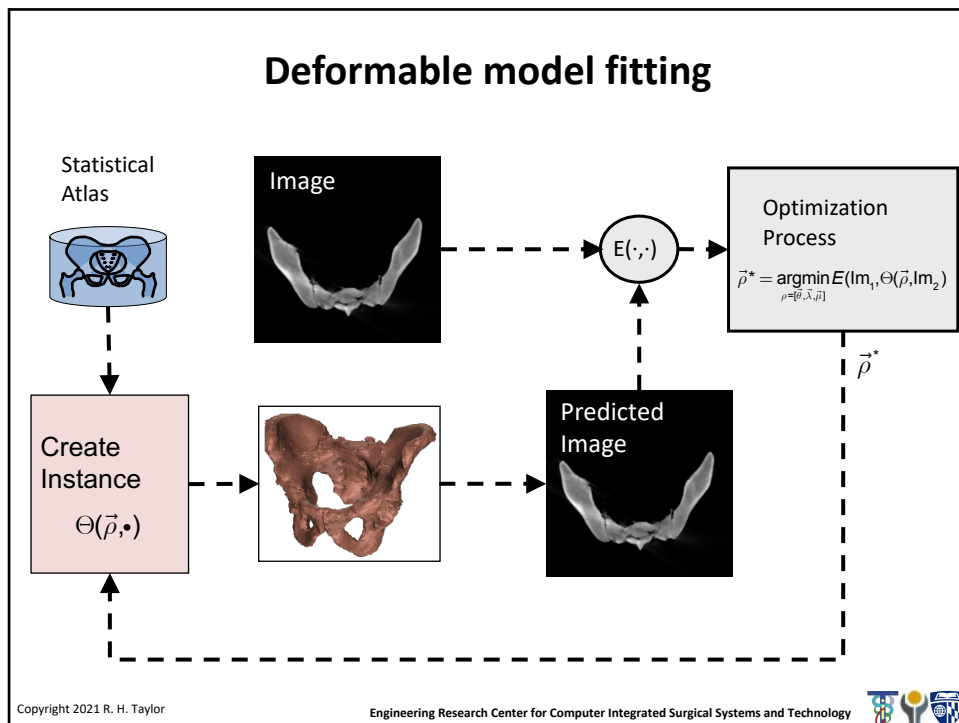 Deformable model fitting
Statistical
Atlas
Image
E(·,·)
Optimization
Process
ρ⃗* = argmin E(Im₁,Θ(ρ⃗,Im₂)
ρ=[θ⃗,λ⃗,μ⃗]
ρ⃗*
Create
Instance
Θ(ρ⃗,•)
Predicted
Image
Copyright 2021 R. H. Taylor
Engineering Research Center for Computer Integrated Surgical Systems and Technology